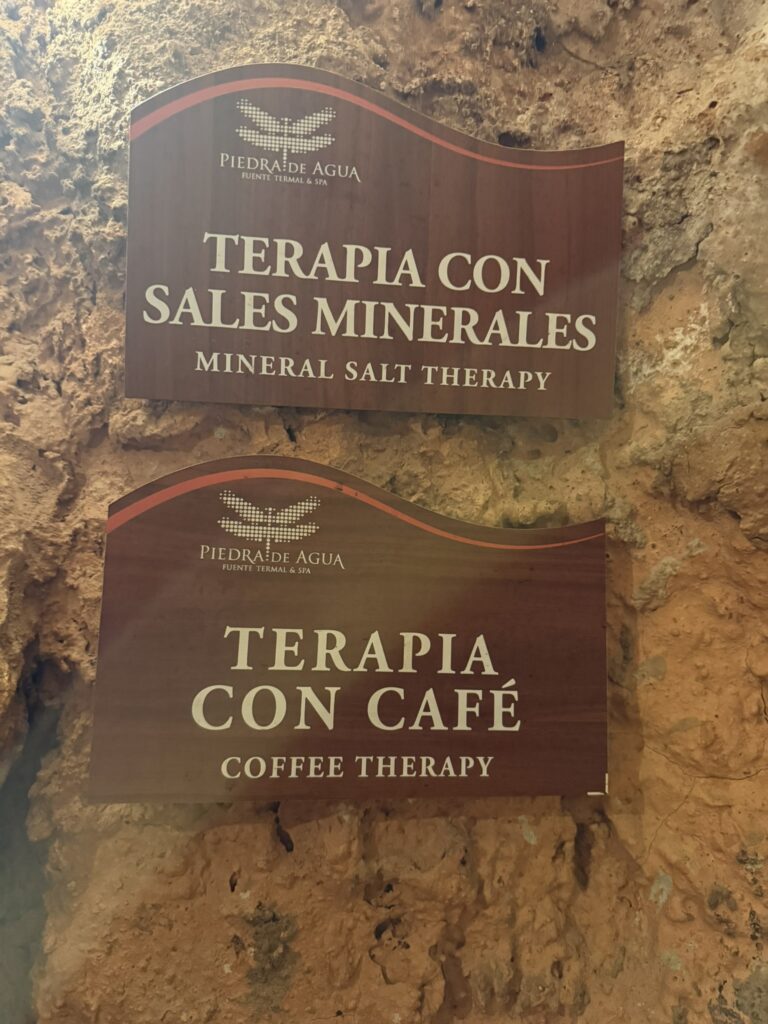 PIEDRA DE AGUA
FUENTE TERMAL & SPA
TERAPIA CON
SALES MINERALES
MINERAL SALT THERAPY
PIEDRA DE AGUA
FUENTE TERMAL & SPA
TERAPIA
CON CAFÉ
COFFEE THERAPY